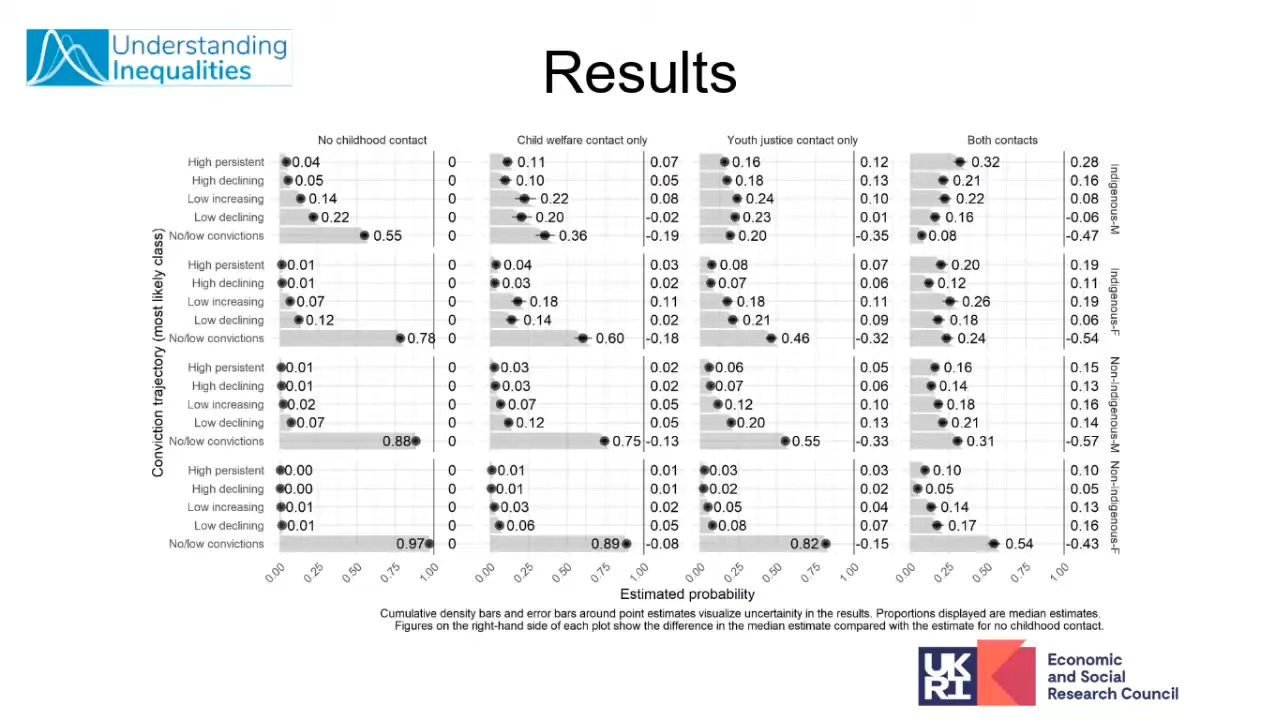 Understanding
Inequalities
Results
No childhood contact Child welfare contact only Youth justice contact only Both contacts
Conviction trajectory (most likely class)
High persistent 0.04 0 0.11 0.07 0.16 0.12 0.32 0.28
High declining 0.05 0 0.10 0.05 0.18 0.13 0.21 0.16
Low increasing 0.14 0 0.22 0.08 0.24 0.10 0.22 0.08
Low declining 0.22 0 0.20 -0.02 0.23 0.01 0.16 -0.06
No/low convictions 0.55 0 0.36 -0.19 0.20 -0.35 0.08 -0.47
Indigenous-M
High persistent 0.01 0 0.04 0.03 0.08 0.07 0.20 0.19
High declining 0.01 0 0.03 0.02 0.07 0.06 0.12 0.11
Low increasing 0.07 0 0.18 0.11 0.18 0.11 0.26 0.19
Low declining 0.12 0 0.14 0.02 0.21 0.09 0.18 0.06
No/low convictions 0.78 0 0.60 -0.18 0.46 -0.32 0.24 -0.54
Indigenous-F
High persistent 0.01 0 0.03 0.02 0.06 0.05 0.16 0.15
High declining 0.01 0 0.03 0.02 0.07 0.06 0.14 0.13
Low increasing 0.02 0 0.07 0.05 0.12 0.10 0.18 0.16
Low declining 0.07 0 0.12 0.05 0.20 0.13 0.21 0.14
No/low convictions 0.88 0 0.75 -0.13 0.55 -0.33 0.31 -0.57
Non-Indigenous-M
High persistent 0.00 0 0.01 0.01 0.03 0.03 0.10 0.10
High declining 0.00 0 0.01 0.01 0.02 0.02 0.05 0.05
Low increasing 0.01 0 0.03 0.02 0.05 0.04 0.14 0.13
Low declining 0.01 0 0.06 0.05 0.08 0.07 0.17 0.16
No/low convictions 0.97 0 0.89 -0.08 0.82 -0.15 0.54 -0.43
Non-Indigenous-F
0.00 0.25 0.50 0.75 1.00 0.00 0.25 0.50 0.75 1.00 0.00 0.25 0.50 0.75 1.00 0.00 0.25 0.50 0.75 1.00
Estimated probability
Cumulative density bars and error bars around point estimates visualize uncertainity in the results. Proportions displayed are median estimates.
Figures on the right-hand side of each plot show the difference in the median estimate compared with the estimate for no childhood contact.
UK
RI
Economic
and Social
Research Council